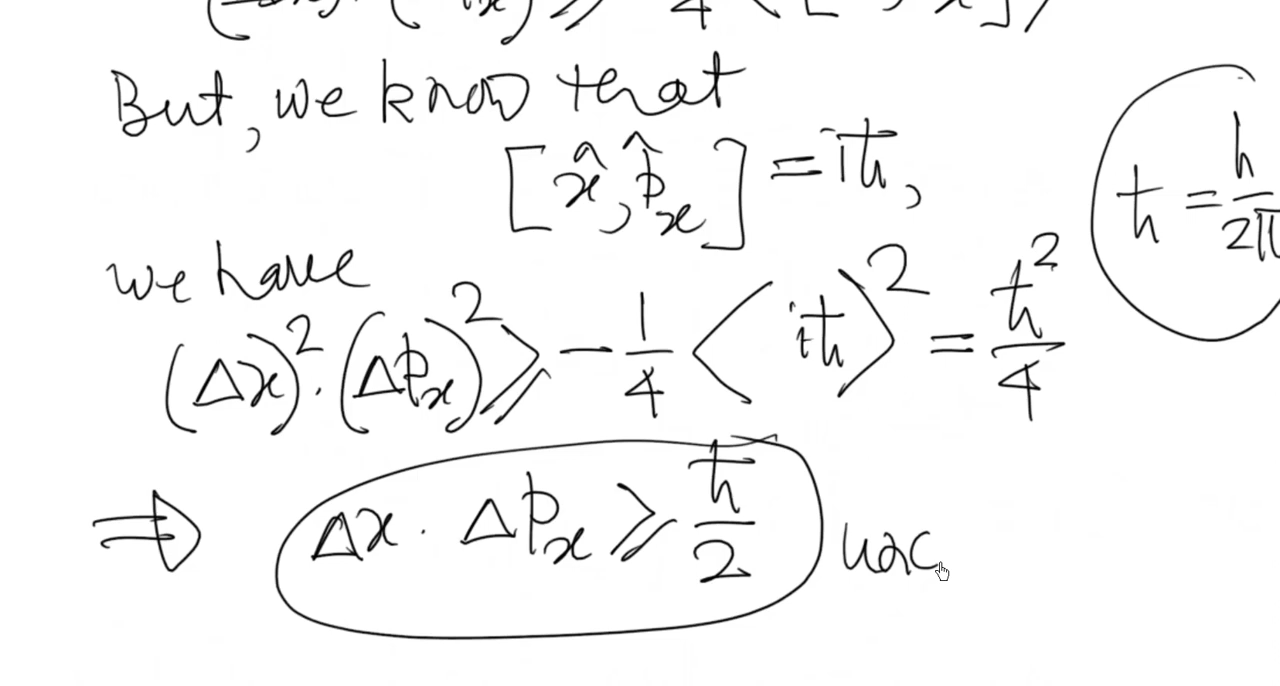 But, we know that
[x̂, p̂ₓ] = iħ,
ħ = h/2π
we have
(Δx)² · (Δpₓ)² ≥ −1/4 ⟨iħ⟩² = ħ²/4
⇒ Δx · Δpₓ ≥ ħ/2